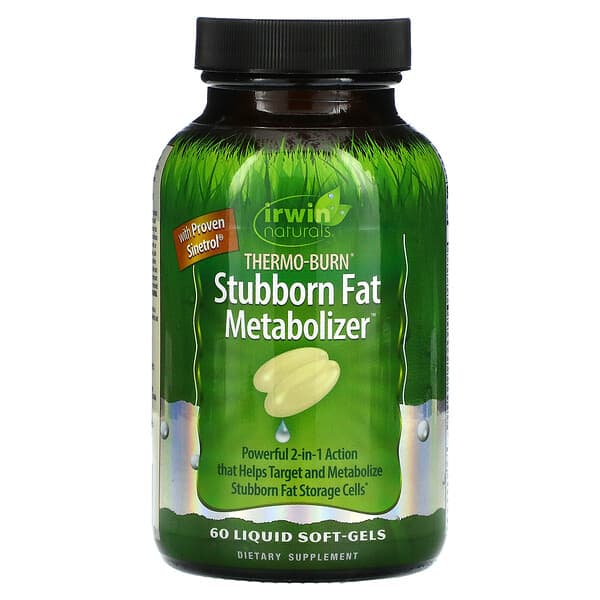 irwin
naturals.
with Proven
Sinetrol®
THERMO-BURN®
Stubborn Fat
Metabolizer™
Powerful 2-in-1 Action
that Helps Target and Metabolize
Stubborn Fat Storage Cells*
60 LIQUID SOFT-GELS
DIETARY SUPPLEMENT